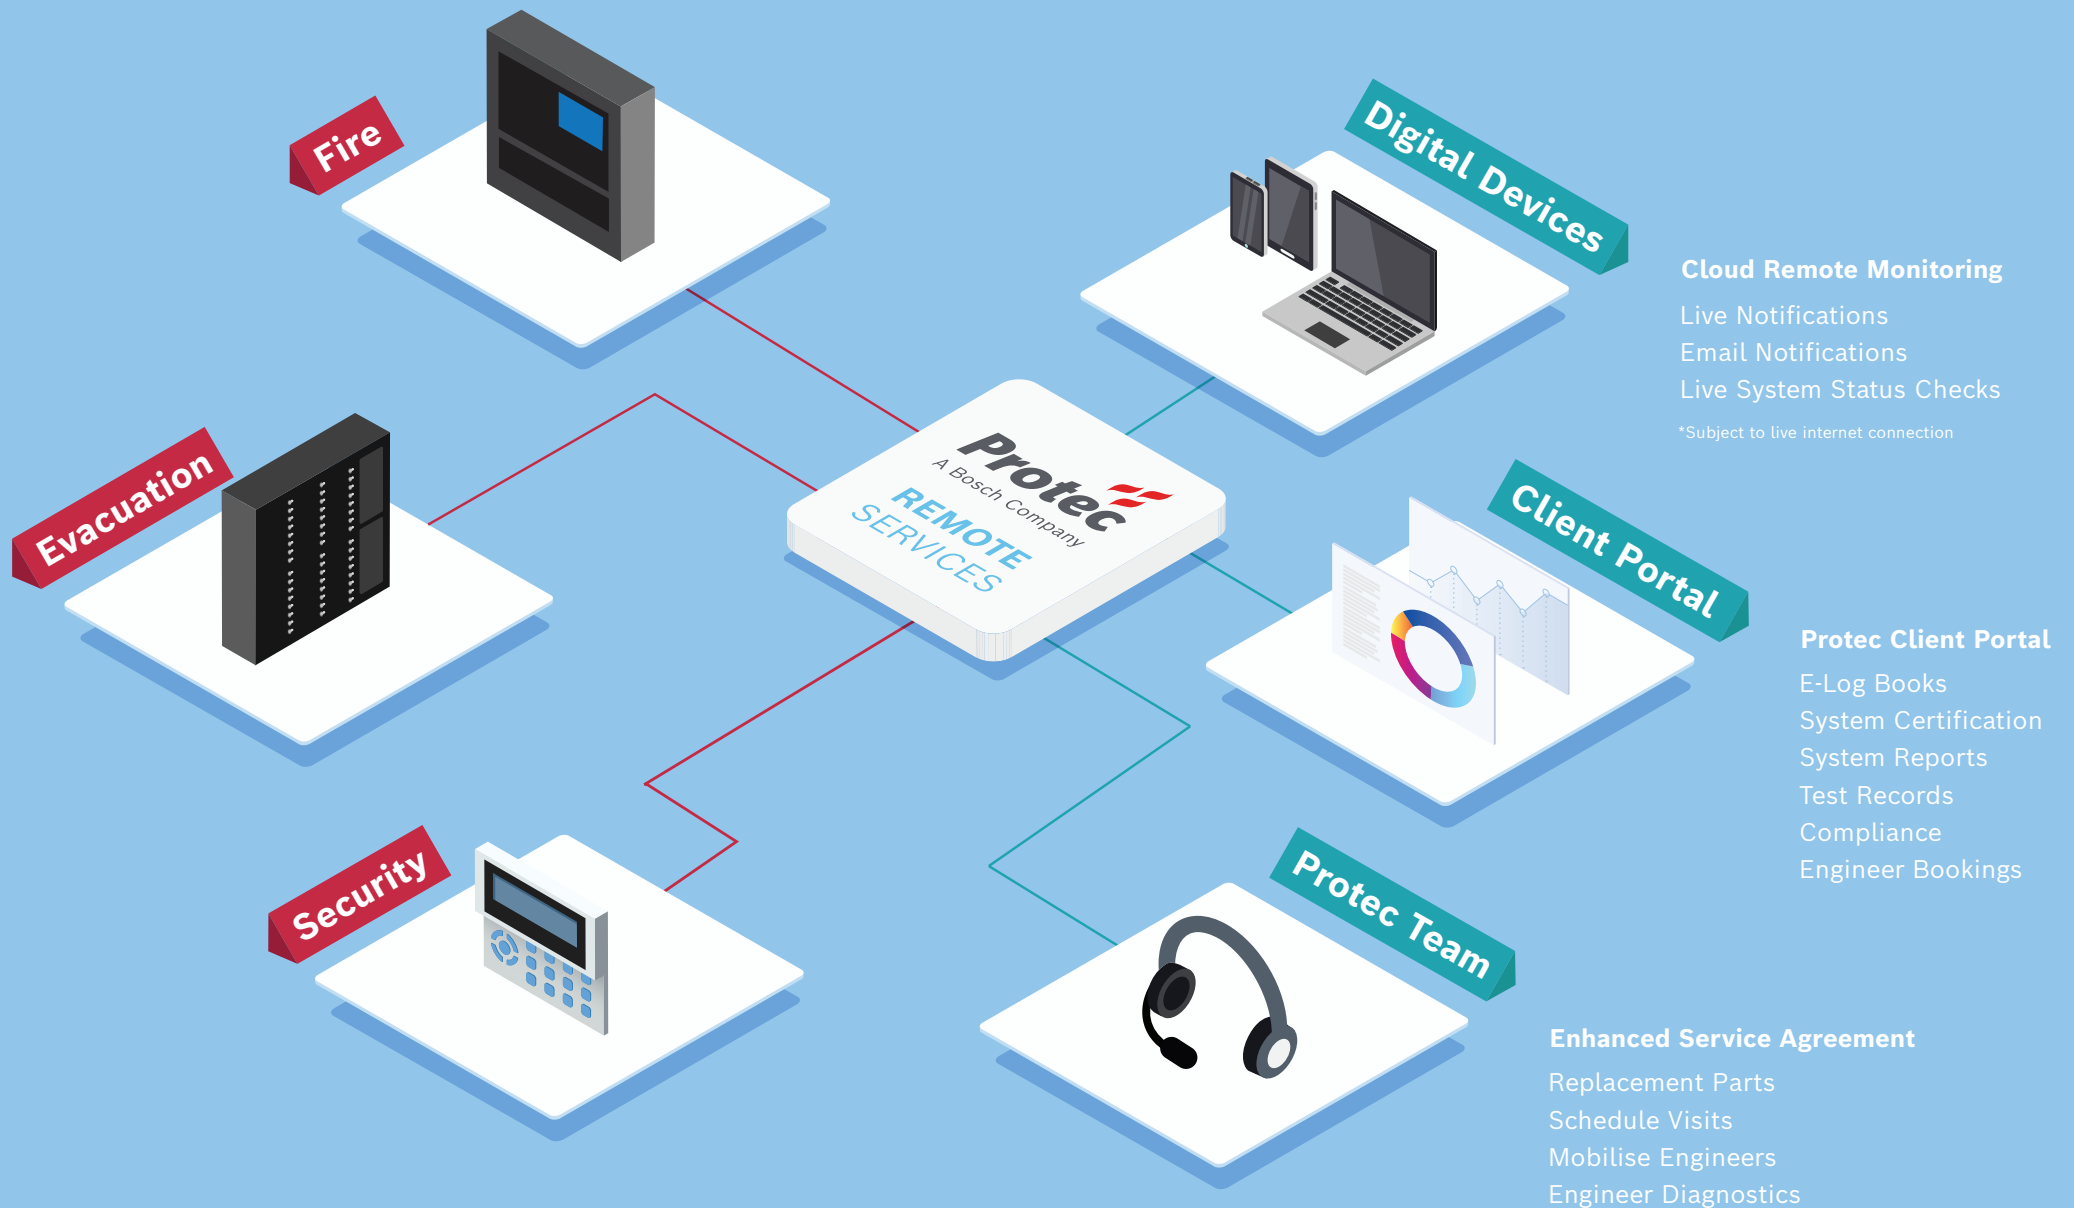 Fire
Digital Devices
Cloud Remote Monitoring
Live Notifications
Email Notifications
Live System Status Checks
*Subject to live internet connection
Evacuation
Protec
A Bosch Company
REMOTE
SERVICES
Client Portal
Protec Client Portal
E-Log Books
System Certification
System Reports
Test Records
Compliance
Engineer Bookings
Security
Protec Team
Enhanced Service Agreement
Replacement Parts
Schedule Visits
Mobilise Engineers
Engineer Diagnostics